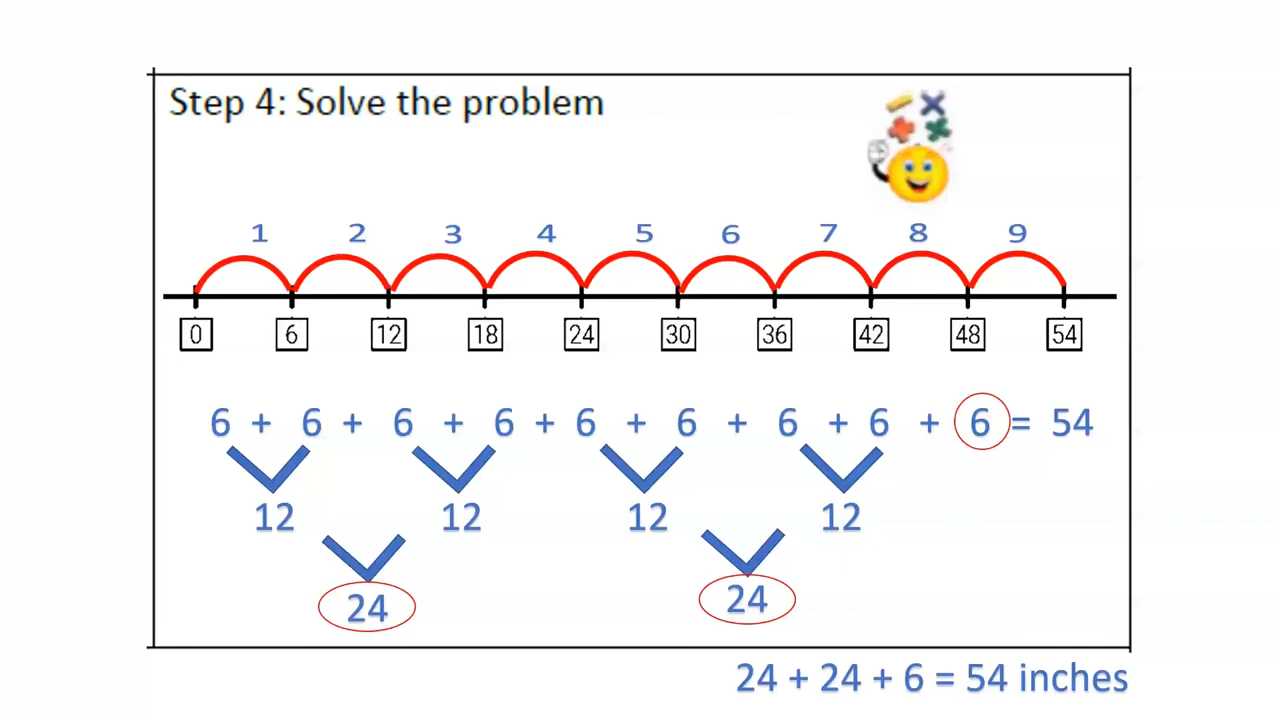 Step 4: Solve the problem
1 2 3 4 5 6 7 8 9
0 6 12 18 24 30 36 42 48 54
6 + 6 + 6 + 6 + 6 + 6 + 6 + 6 + 6 = 54
12 12 12 12
24 24
24 + 24 + 6 = 54 inches